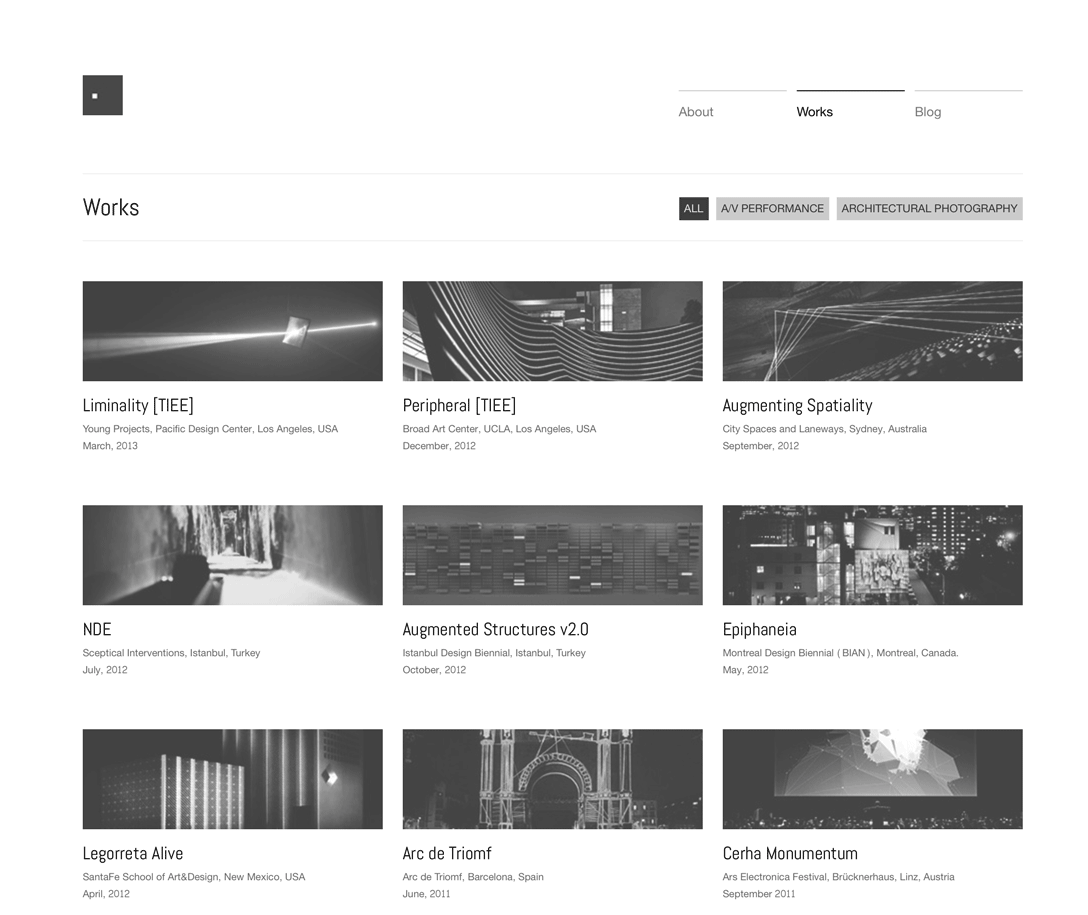 About
Works
Blog
Works
ALL
A/V PERFORMANCE
ARCHITECTURAL PHOTOGRAPHY
Liminality [TIEE]
Young Projects, Pacific Design Center, Los Angeles, USA
March, 2013
Peripheral [TIEE]
Broad Art Center, UCLA, Los Angeles, USA
December, 2012
Augmenting Spatiality
City Spaces and Laneways, Sydney, Australia
September, 2012
NDE
Sceptical Interventions, Istanbul, Turkey
July, 2012
Augmented Structures v2.0
Istanbul Design Biennial, Istanbul, Turkey
October, 2012
Epiphaneia
Montreal Design Biennial ( BIAN ), Montreal, Canada.
May, 2012
Legorreta Alive
SantaFe School of Art&Design, New Mexico, USA
April, 2012
Arc de Triomf
Arc de Triomf, Barcelona, Spain
June, 2011
Cerha Monumentum
Ars Electronica Festival, Brücknerhaus, Linz, Austria
September 2011